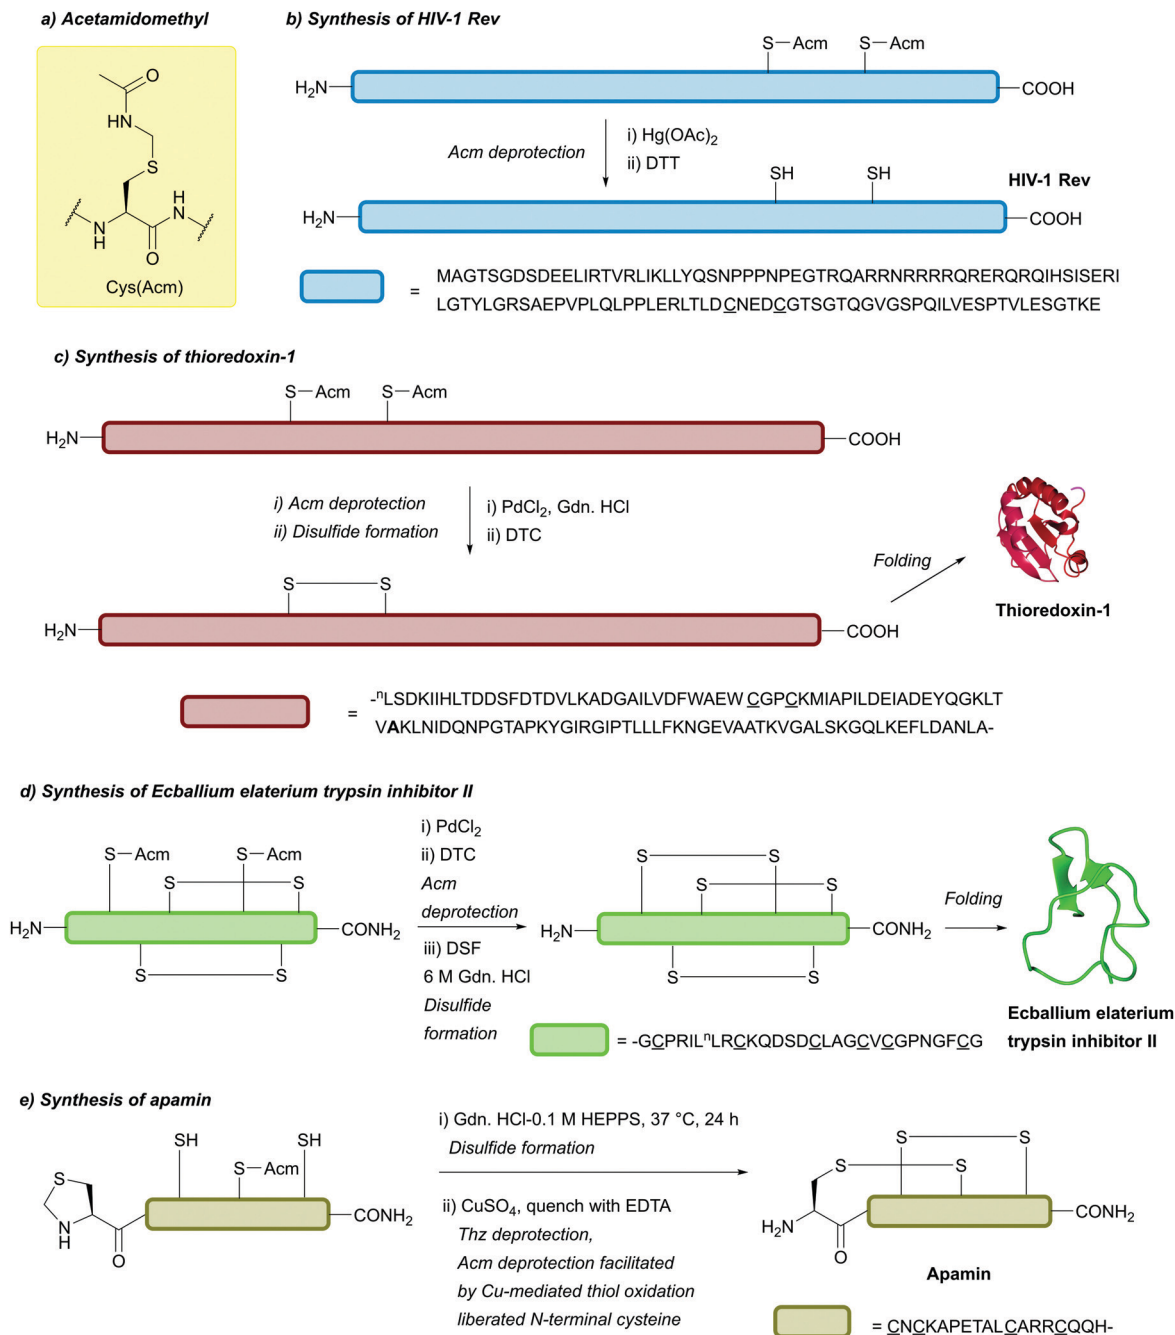 a) Acetamidomethyl
O
HN
S
H
N
N
H
O
Cys(Acm)
b) Synthesis of HIV-1 Rev
S—Acm S—Acm
H₂N COOH
Acm deprotection
i) Hg(OAc)₂
ii) DTT
SH SH
HIV-1 Rev
H₂N COOH
= MAGTSGDSDEELIRTVRLIKLLYQSNPPPNPEGTRQARRNRRRRQRERQRQIHSISERI
LGTYLGRSAEPVPLQLPPLERLTLDCNEDCGTSGTQGVGSPQILVESPTVLESGTKE
c) Synthesis of thioredoxin-1
S—Acm S—Acm
H₂N COOH
i) Acm deprotection
ii) Disulfide formation
i) PdCl₂, Gdn. HCl
ii) DTC
S S
H₂N COOH
Folding
Thioredoxin-1
= -ⁿLSDKIIHLTDDSFDTDVLKADGAILVDFWAEW CGPCKMIAPILDEIADEYQGKLT
VAKLNIDQNPGTAPKYGIRGIPTLLLFKNGEVAATKVGALSKGQLKEFLDANLA-
d) Synthesis of Ecballium elaterium trypsin inhibitor II
S—Acm S—Acm
S S
H₂N CONH₂
S S
i) PdCl₂
ii) DTC
Acm
deprotection
iii) DSF
6 M Gdn. HCl
Disulfide
formation
S S
S S
H₂N CONH₂
S S
Folding
Ecballium elaterium
trypsin inhibitor II
= -GCPRILⁿLRCKQDSDCLAGCVCGPNGFCG
e) Synthesis of apamin
SH SH
S—Acm
S
N
H
O
CONH₂
i) Gdn. HCl-0.1 M HEPPS, 37 °C, 24 h
Disulfide formation
ii) CuSO₄, quench with EDTA
Thz deprotection,
Acm deprotection facilitated
by Cu-mediated thiol oxidation
liberated N-terminal cysteine
S S
S S
H₂N
O
CONH₂
Apamin
= CNCKAPETALCARRCQQH-